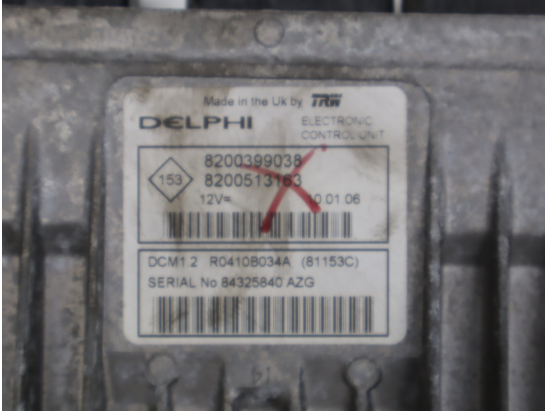 Made in the Uk by TRW
DELPHI
ELECTRONIC
CONTROL UNIT
153
8200399038
8200513163
12V= 10.01.06
DCM1.2 R0410B034A (81153C)
SERIAL No 84325840 AZG